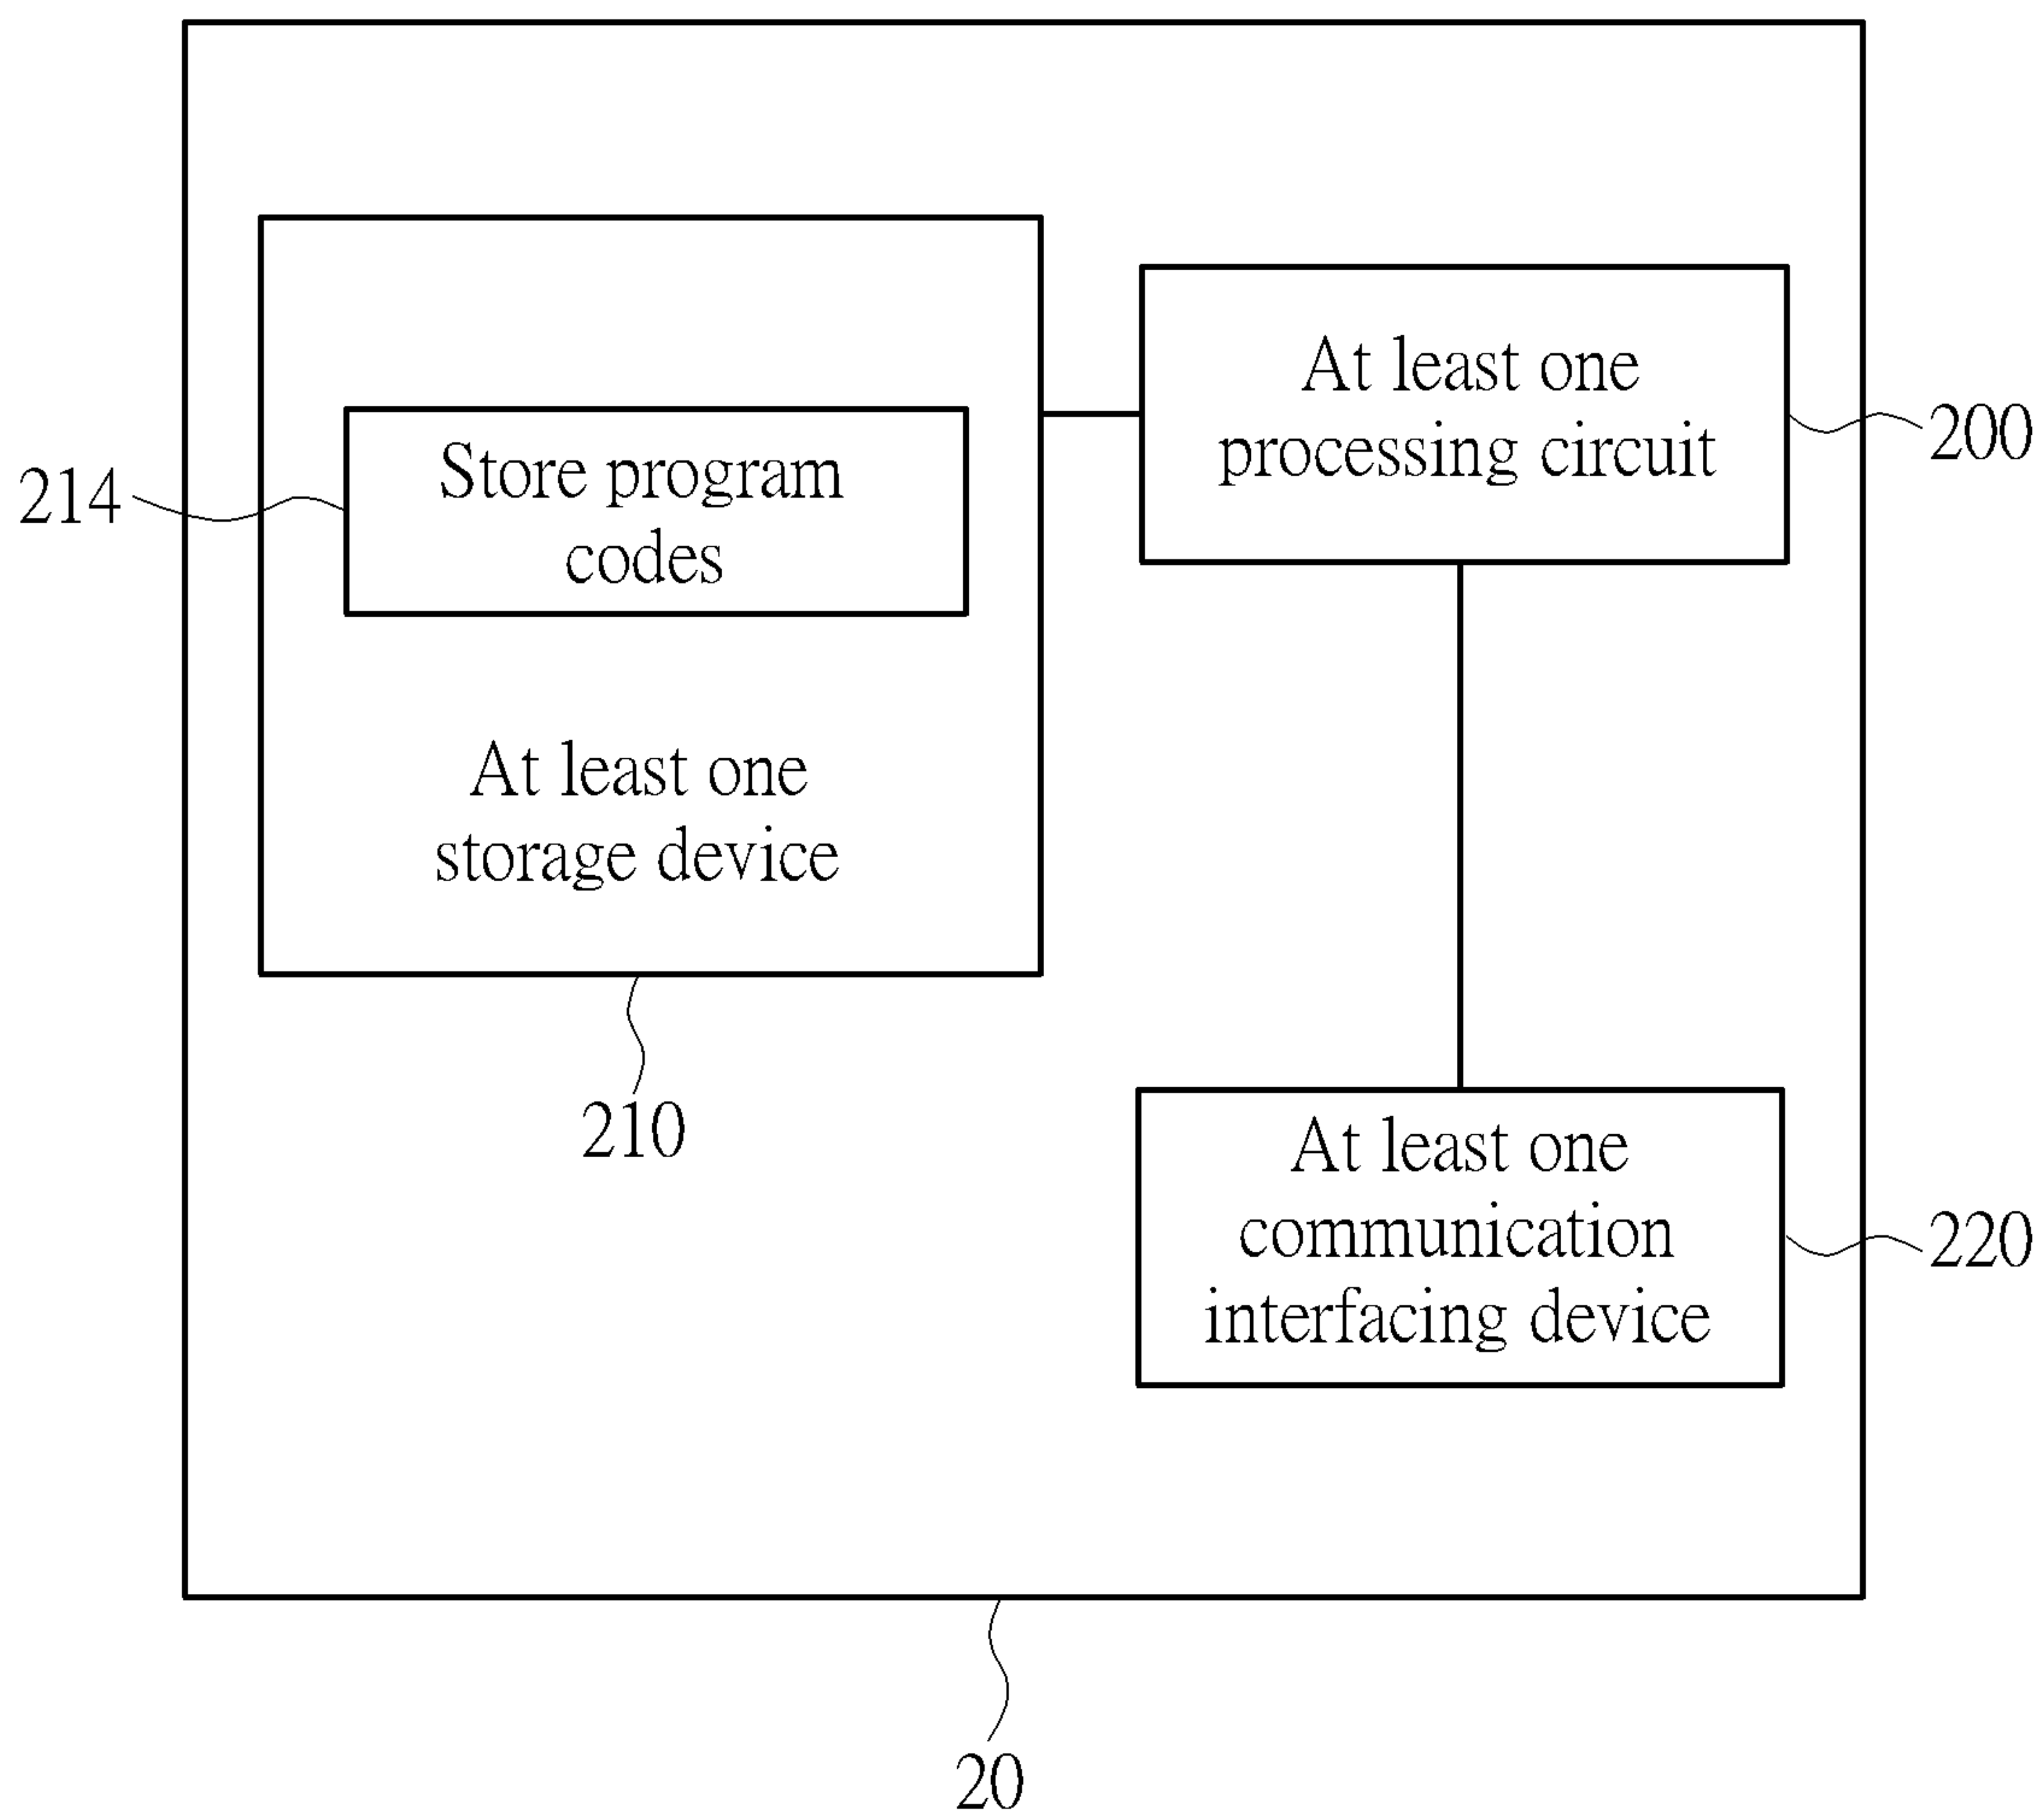 At least one
processing circuit
200
Store program
codes
214
At least one
storage device
210
At least one
communication
interfacing device
220
20